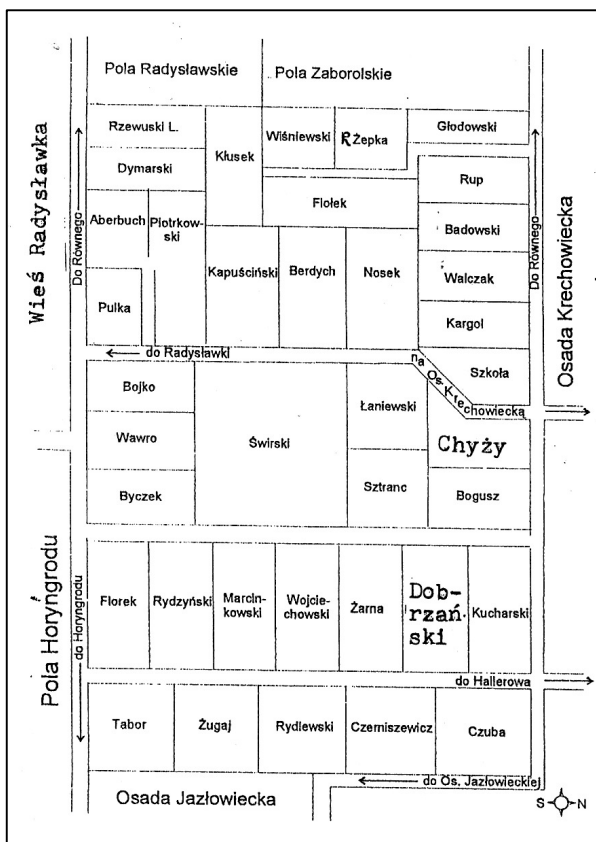 Pola Radysławskie
Pola Zaborolskie
Rzewuski L.
Kłusek
Wiśniewski
RŻepka
Głodowski
Dymarski
Rup
Fiołek
Aberbuch
Piotrkow-
ski
Badowski
Kapuściński
Berdych
Nosek
Walczak
Pulka
Kargol
Wieś Radysławka
Do Równego
Do Równego
Osada Krechowiecka
do Radysławki
na Os. Krechowiecką
Szkoła
Bojko
Łaniewski
Wawro
Świrski
Chyży
Byczek
Sztranc
Bogusz
Pola Horyngrodu
do Horyngrodu
Florek
Rydzyński
Marcin-
kowski
Wojcie-
chowski
Żarna
Dob-
rzań-
ski
Kucharski
do Hallerowa
Tabor
Żugaj
Rydlewski
Czerniszewicz
Czuba
do Os. Jazłowieckiej
Osada Jazłowiecka
S
N